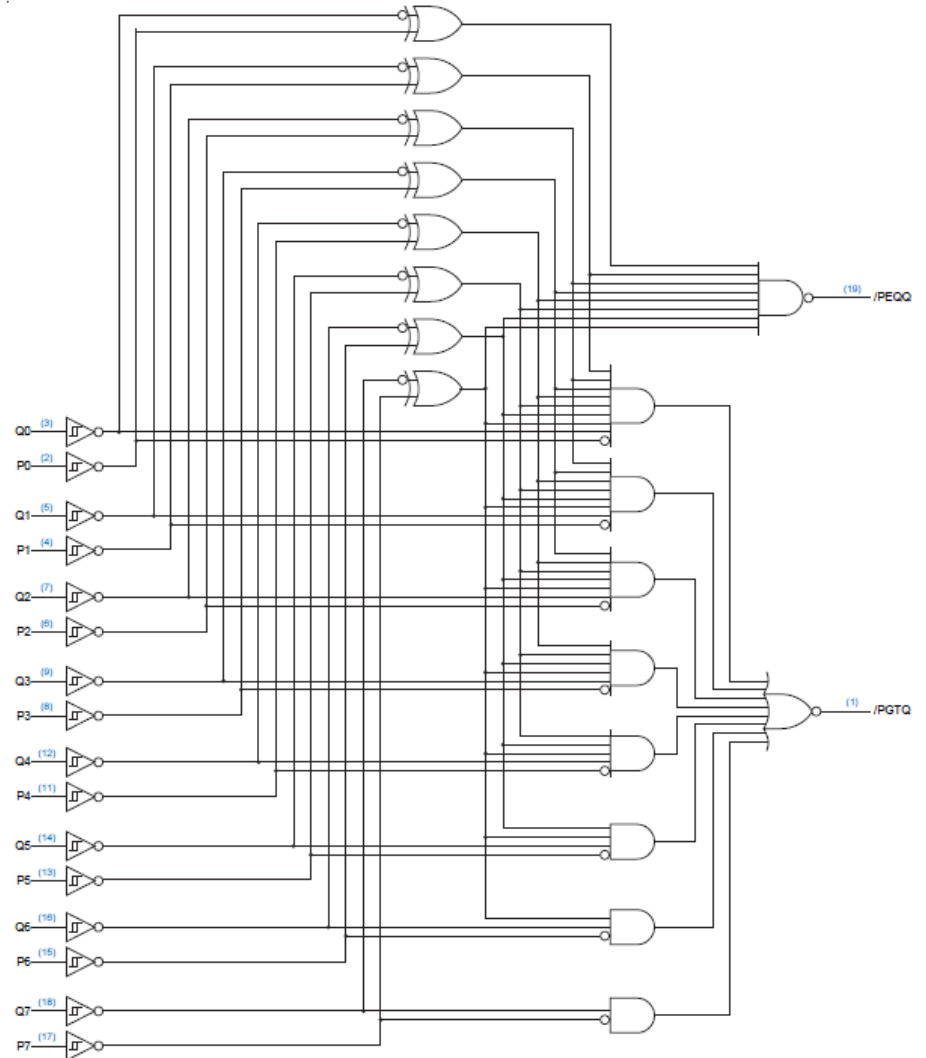 (19) /PEQQ
Q0 (3)
P0 (2)
Q1 (5)
P1 (4)
Q2 (7)
P2 (6)
Q3 (9)
P3 (8)
(1) /PGTQ
Q4 (12)
P4 (11)
Q5 (14)
P5 (13)
Q6 (16)
P6 (15)
Q7 (18)
P7 (17)